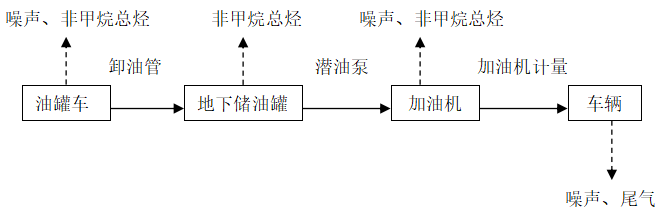 噪声、非甲烷总烃
非甲烷总烃
噪声、非甲烷总烃
卸油管
潜油泵
加油机计量
油罐车
地下储油罐
加油机
车辆
噪声、尾气